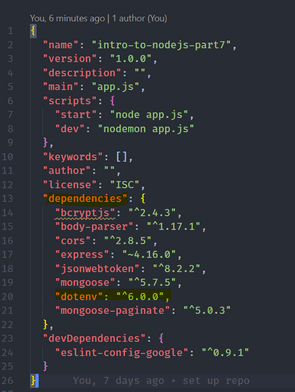 You, 6 minutes ago | 1 author (You)
1 {
2 "name": "intro-to-nodejs-part7",
3 "version": "1.0.0",
4 "description": "",
5 "main": "app.js",
6 "scripts": {
7 "start": "node app.js",
8 "dev": "nodemon app.js"
9 },
10 "keywords": [],
11 "author": "",
12 "license": "ISC",
13 "dependencies": {
14 "bcryptjs": "^2.4.3",
15 "body-parser": "^1.17.1",
16 "cors": "^2.8.5",
17 "express": "~4.16.0",
18 "jsonwebtoken": "^8.2.2",
19 "mongoose": "^5.7.5",
20 "dotenv": "^6.0.0",
21 "mongoose-paginate": "^5.0.3"
22 },
23 "devDependencies": {
24 "eslint-config-google": "^0.9.1"
25 }
26 } You, 7 days ago • set up repo